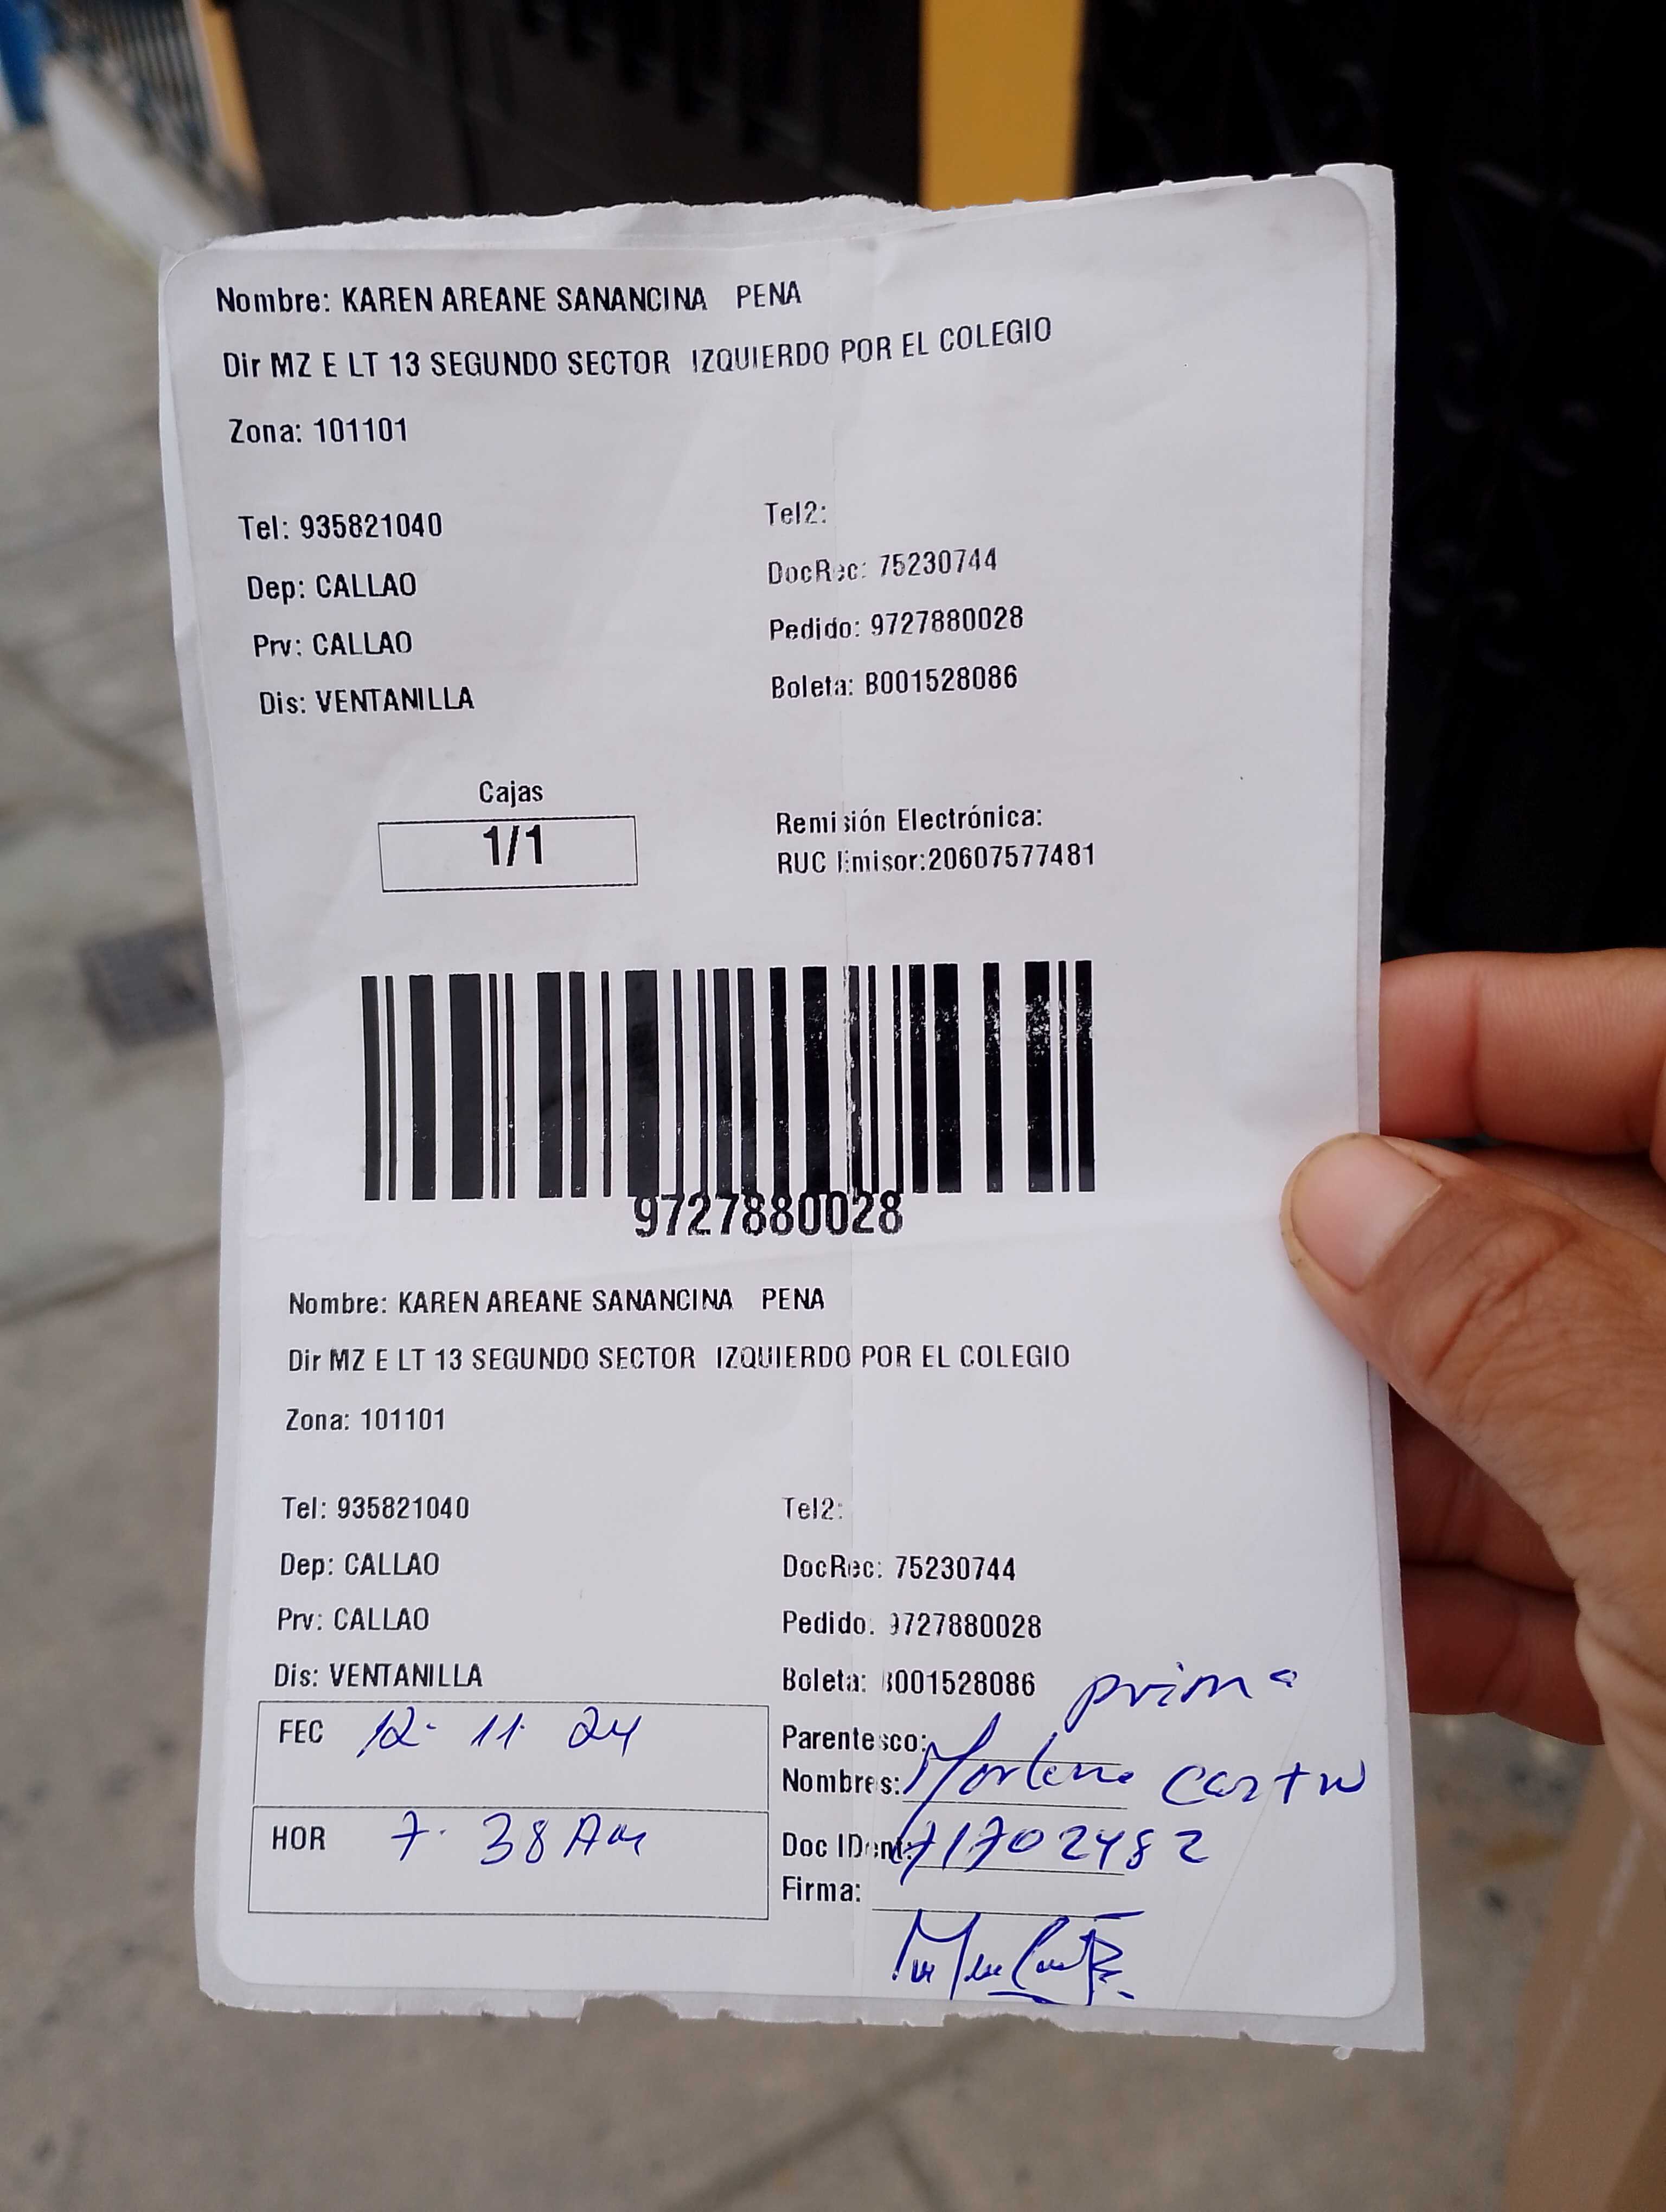 Nombre: KAREN AREANE SANANCINA PENA
Dir MZ E LT 13 SEGUNDO SECTOR IZQUIERDO POR EL COLEGIO
Zona: 101101
Tel: 935821040
Tel2:
Dep: CALLAO
DocRec: 75230744
Prv: CALLAO
Pedido: 9727880028
Dis: VENTANILLA
Boleta: B001528086
Cajas
1/1
Remisión Electrónica:
RUC Emisor:20607577481
9727880028
Nombre: KAREN AREANE SANANCINA PENA
Dir MZ E LT 13 SEGUNDO SECTOR IZQUIERDO POR EL COLEGIO
Zona: 101101
Tel: 935821040
Tel2:
Dep: CALLAO
DocRec: 75230744
Prv: CALLAO
Pedido: 9727880028
Dis: VENTANILLA
Boleta: B001528086
FEC 12-11-24
Parentesco: prima
Nombres: Marlene Castro
HOR 7:38 Am
Doc IDent: 71702482
Firma: